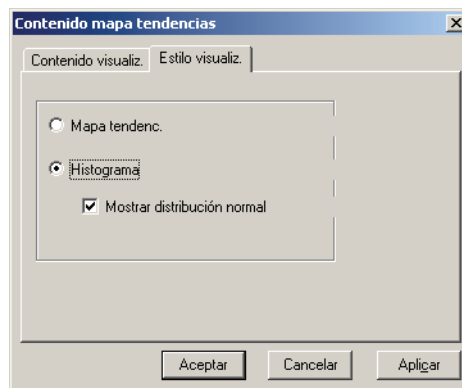 Contenido mapa tendencias
Contenido visualiz. Estilo visualiz.
Mapa tendenc.
Histograma
Mostrar distribución normal
Aceptar Cancelar Aplicar